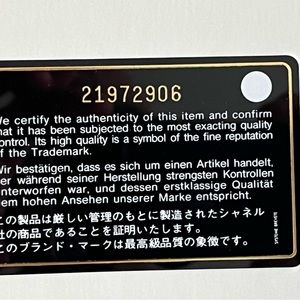 21972906
We certify the authenticity of this item and confirm
that it has been subjected to the most exacting quality
control. Its high quality is a symbol of the fine reputation
of the Trademark.
Wir bestätigen, dass es sich um einen Artikel handelt,
der während seiner Herstellung strengsten Kontrollen
unterworfen war, und dessen erstklassige Qualität
dem hohen Ansehen unserer Marke entspricht.
この製品は厳しい管理のもとに製造されたシャネル
社の商品であることを証明いたします。
このブランド・マークは最高級品質の象徴です。